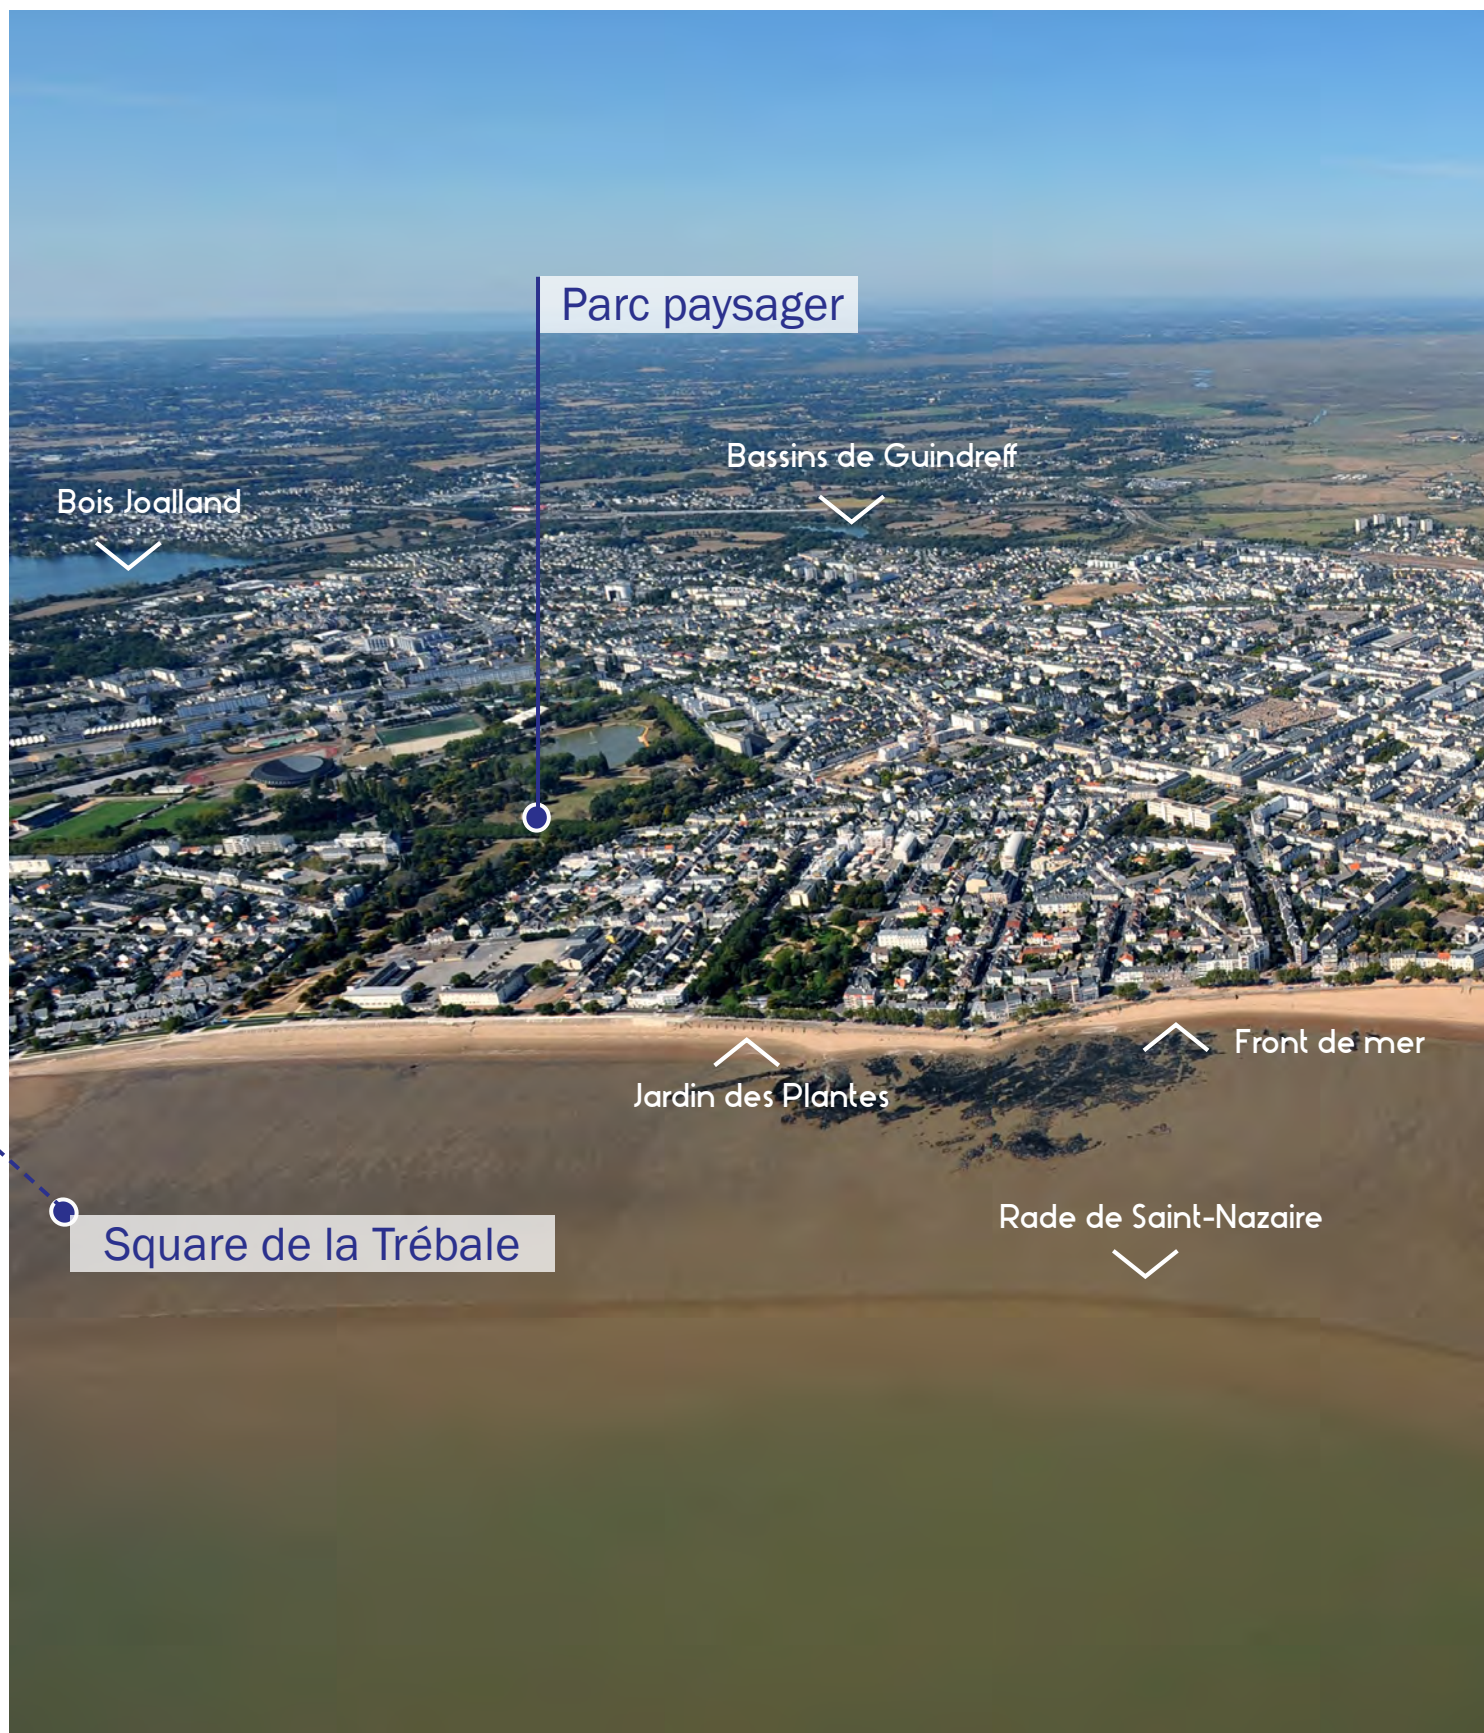 Parc paysager
Bassins de Guindreff
Bois Joalland
Front de mer
Jardin des Plantes
Rade de Saint-Nazaire
Square de la Trébale